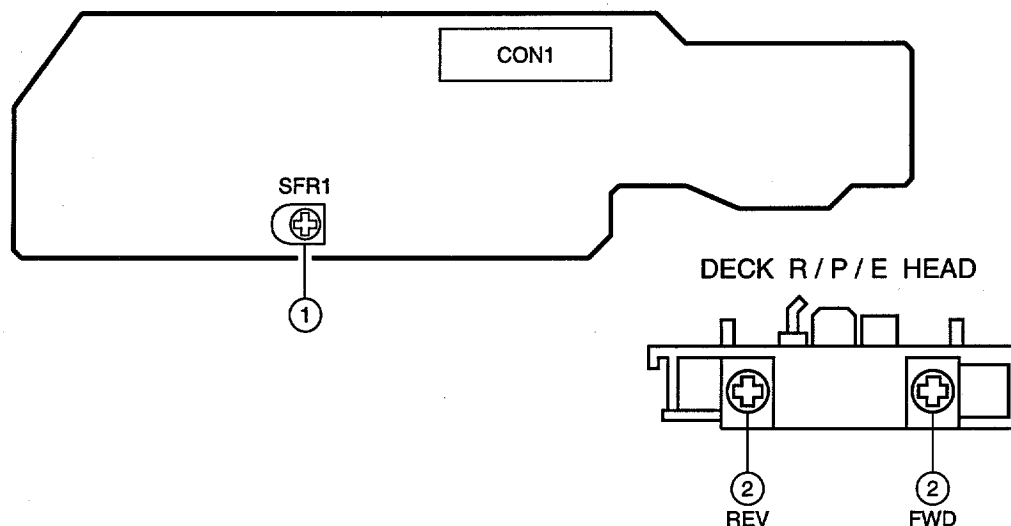 CON1
SFR1
1
DECK R / P / E HEAD
2 2
REV FWD